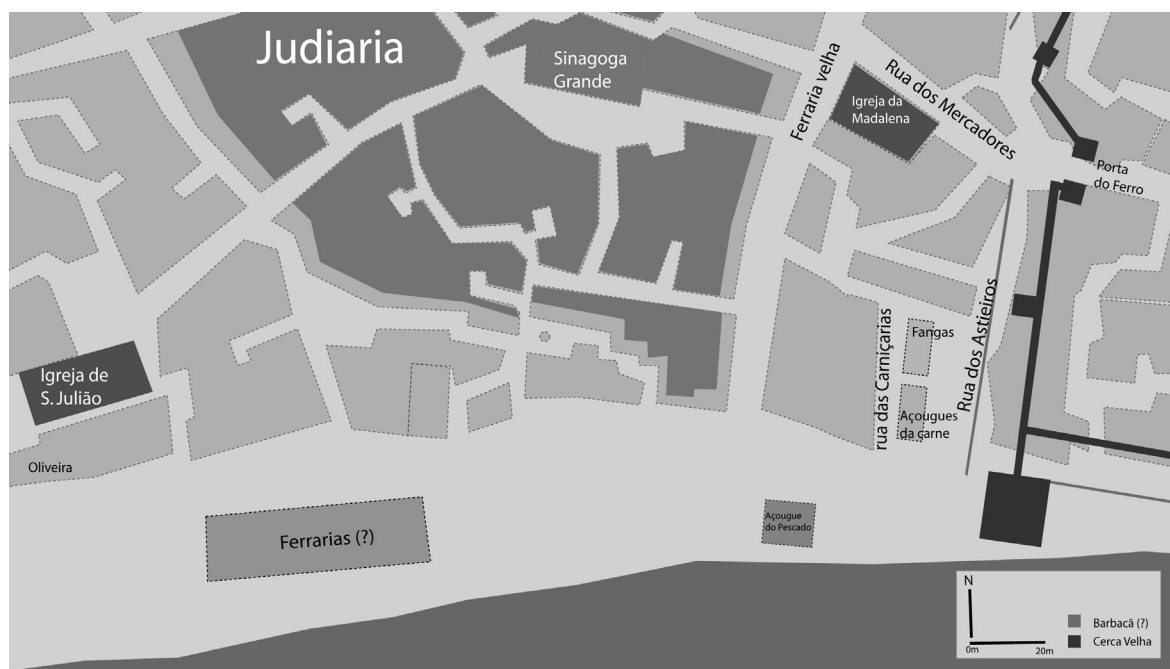 Judiaria
Sinagoga
Grande
Ferraria velha
Rua dos Mercadores
Igreja da
Madalena
Porta
do Ferro
Igreja de
S. Julião
Oliveira
rua das Carniçarias
Fangas
Açougues
da carne
Rua dos Astieiros
Ferrarias (?)
Açougue
do Pescado
N
0m
20m
Barbacã (?)
Cerca Velha